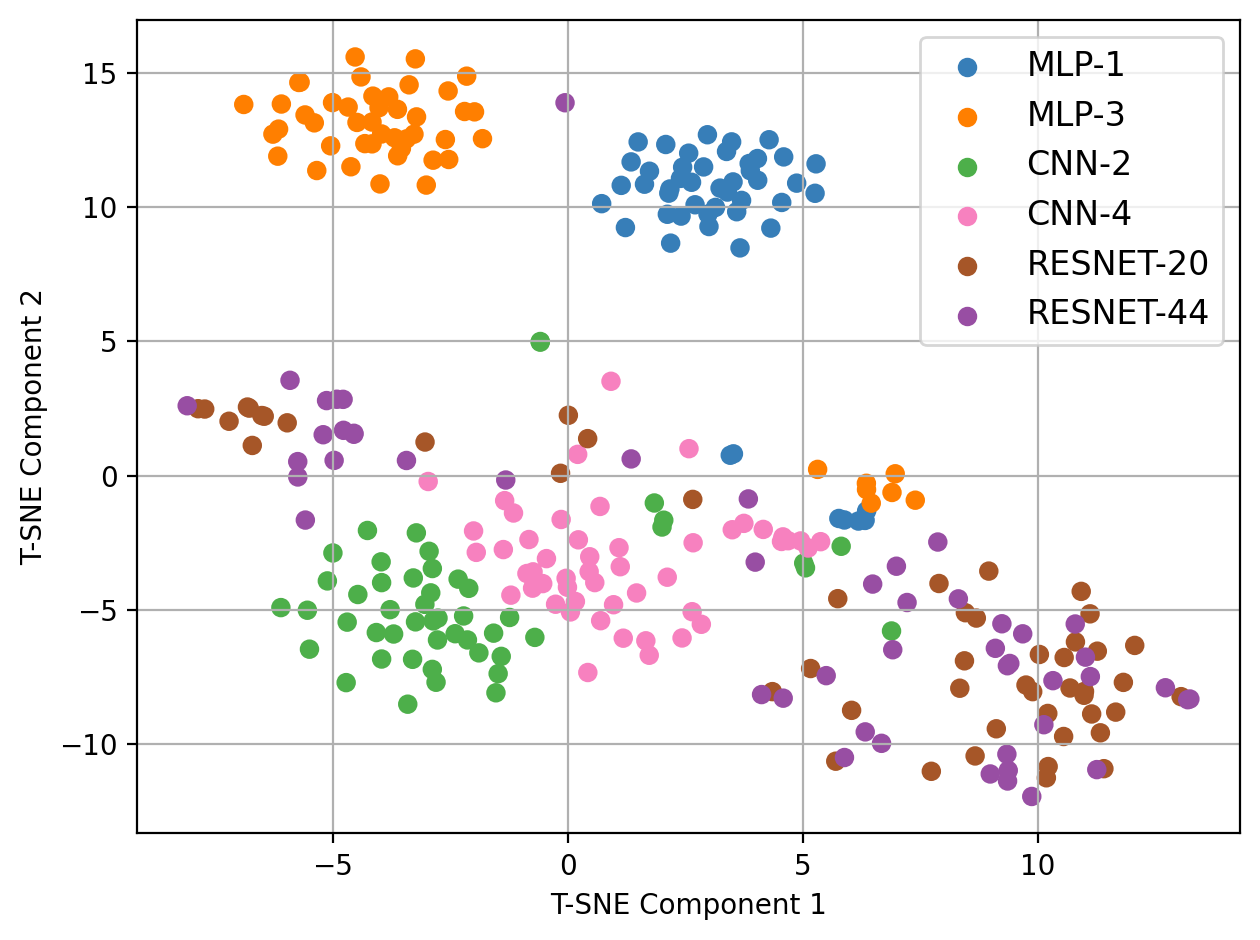 MLP-1
MLP-3
CNN-2
CNN-4
RESNET-20
RESNET-44
15
10
5
0
−5
−10
T-SNE Component 2
−5 0 5 10
T-SNE Component 1